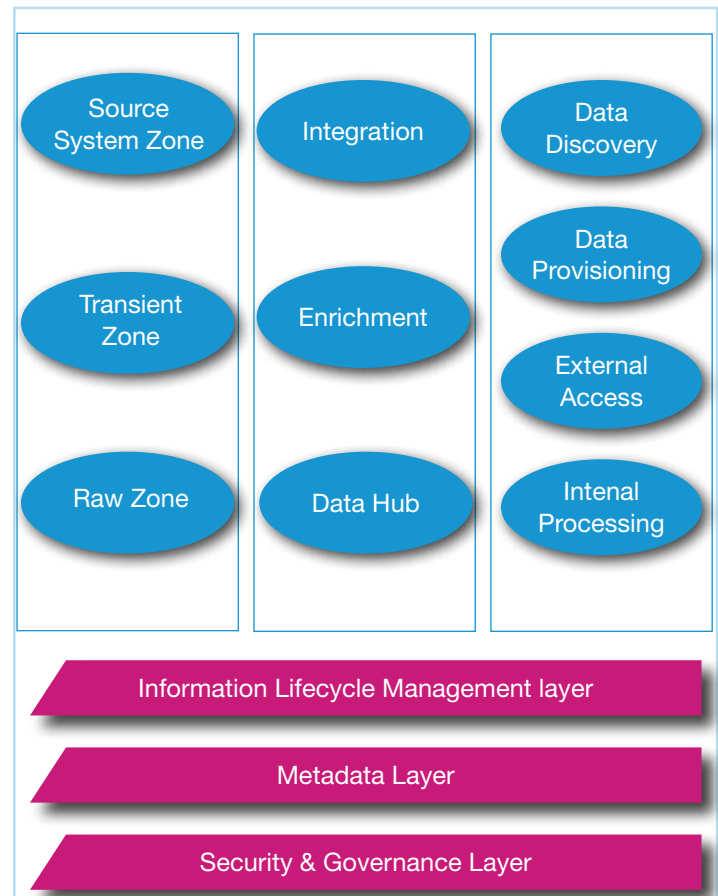 Source
System Zone
Transient
Zone
Raw Zone
Integration
Enrichment
Data Hub
Data
Discovery
Data
Provisioning
External
Access
Intenal
Processing
Information Lifecycle Management layer
Metadata Layer
Security & Governance Layer